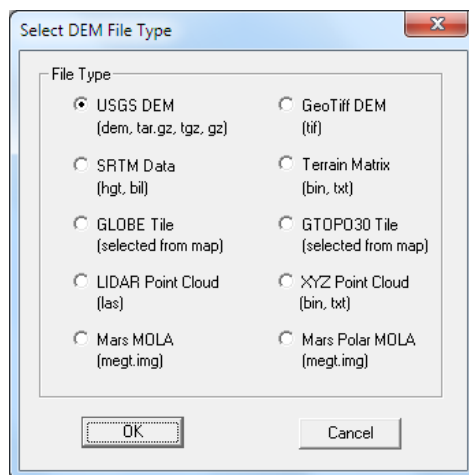 Select DEM File Type
File Type
USGS DEM
(dem, tar.gz, tgz, gz)
GeoTiff DEM
(tif)
SRTM Data
(hgt, bil)
Terrain Matrix
(bin, txt)
GLOBE Tile
(selected from map)
GTOPO30 Tile
(selected from map)
LIDAR Point Cloud
(las)
XYZ Point Cloud
(bin, txt)
Mars MOLA
(megt.img)
Mars Polar MOLA
(megt.img)
OK
Cancel